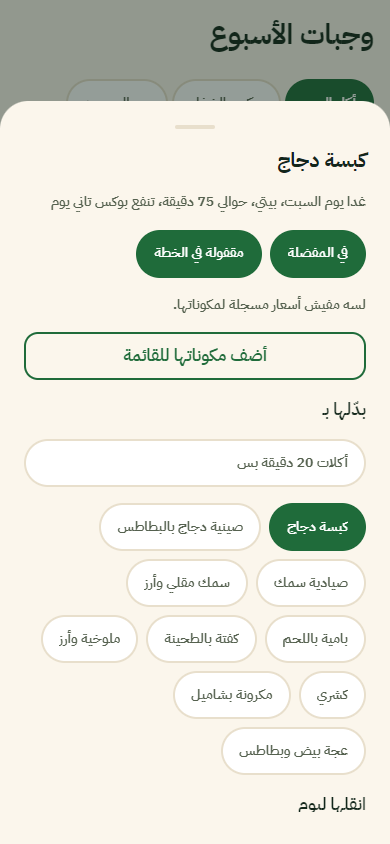 وجبات الأسبوع
كبسة دجاج
غدا يوم السبت، بيتي، حوالي 75 دقيقة، تنفع بوكس تاني يوم
في المفضلة
مقفولة في الخطة
لسه مفيش أسعار مسجلة لمكوناتها.
أضف مكوناتها للقائمة
بدّلها بـ
أكلات 20 دقيقة بس
كبسة دجاج
صينية دجاج بالبطاطس
صيادية سمك
سمك مقلي وأرز
بامية باللحم
كفتة بالطحينة
ملوخية وأرز
كشري
مكرونة بشاميل
عجة بيض وبطاطس
انقلها ليوم